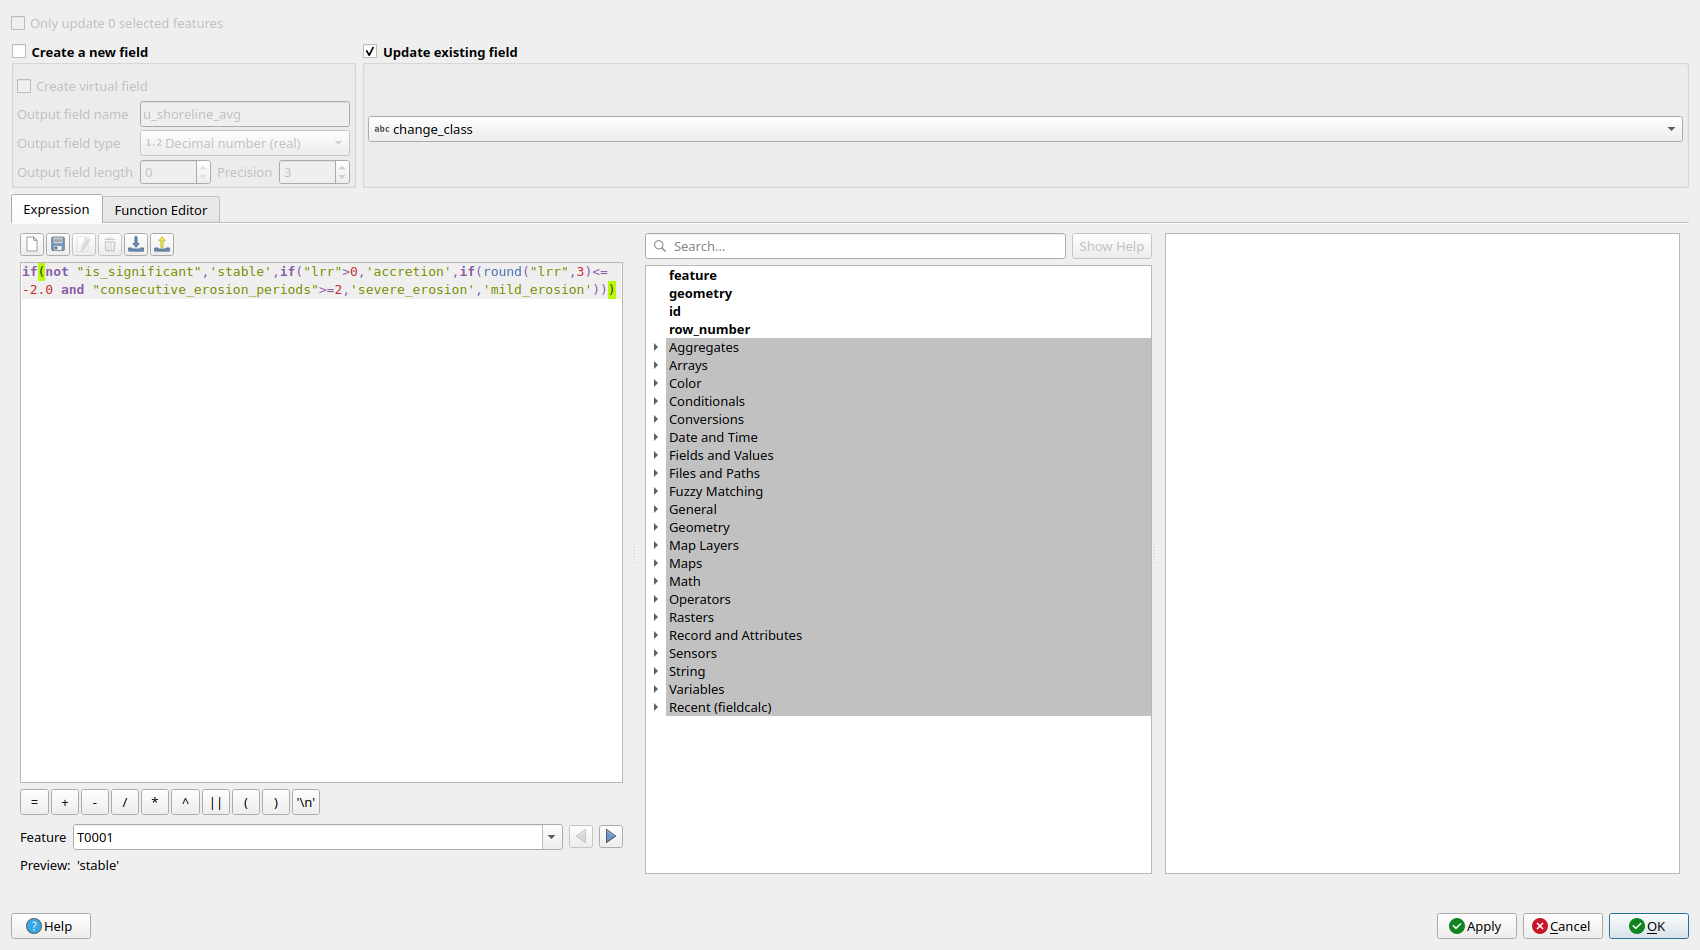 Only update 0 selected features
Create a new field
Update existing field
Create virtual field
Output field name u_shoreline_avg
Output field type 1.2 Decimal number (real)
Output field length 0 Precision 3
abc change_class
Expression Function Editor
if(not "is_significant",'stable',if("lrr">0,'accretion',if(round("lrr",3)<=
-2.0 and "consecutive_erosion_periods">=2,'severe_erosion','mild_erosion')))
= + - / * ^ || ( ) '\n'
Feature T0001
Preview: 'stable'
Search... Show Help
feature
geometry
id
row_number
Aggregates
Arrays
Color
Conditionals
Conversions
Date and Time
Fields and Values
Files and Paths
Fuzzy Matching
General
Geometry
Map Layers
Maps
Math
Operators
Rasters
Record and Attributes
Sensors
String
Variables
Recent (fieldcalc)
? Help
Apply Cancel OK